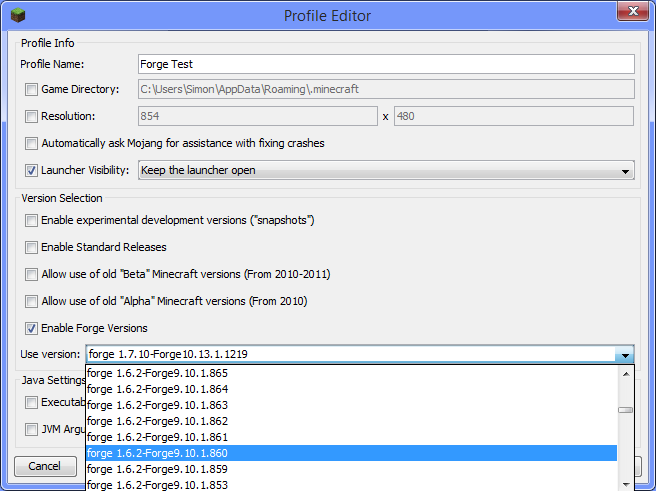 Profile Editor
Profile Info
Profile Name: Forge Test
Game Directory: C:\Users\Simon\AppData\Roaming\.minecraft
Resolution: 854 x 480
Automatically ask Mojang for assistance with fixing crashes
Launcher Visibility: Keep the launcher open
Version Selection
Enable experimental development versions ("snapshots")
Enable Standard Releases
Allow use of old "Beta" Minecraft versions (From 2010-2011)
Allow use of old "Alpha" Minecraft versions (From 2010)
Enable Forge Versions
Use version: forge 1.7.10-Forge10.13.1.1219
forge 1.6.2-Forge9.10.1.865
Java Settings
forge 1.6.2-Forge9.10.1.864
Executab forge 1.6.2-Forge9.10.1.863
forge 1.6.2-Forge9.10.1.862
JVM Argu forge 1.6.2-Forge9.10.1.861
forge 1.6.2-Forge9.10.1.860
Cancel forge 1.6.2-Forge9.10.1.859
forge 1.6.2-Forge9.10.1.853